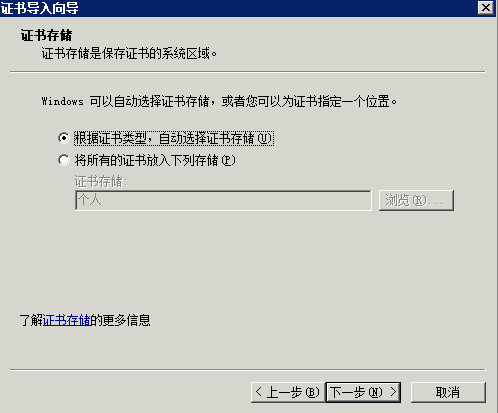 证书导入向导
证书存储
证书存储是保存证书的系统区域。
Windows 可以自动选择证书存储，或者您可以为证书指定一个位置。
根据证书类型，自动选择证书存储(U)
将所有的证书放入下列存储(P)
证书存储:
个人
浏览(R)...
了解证书存储的更多信息
< 上一步(B) 下一步(N) > 取消